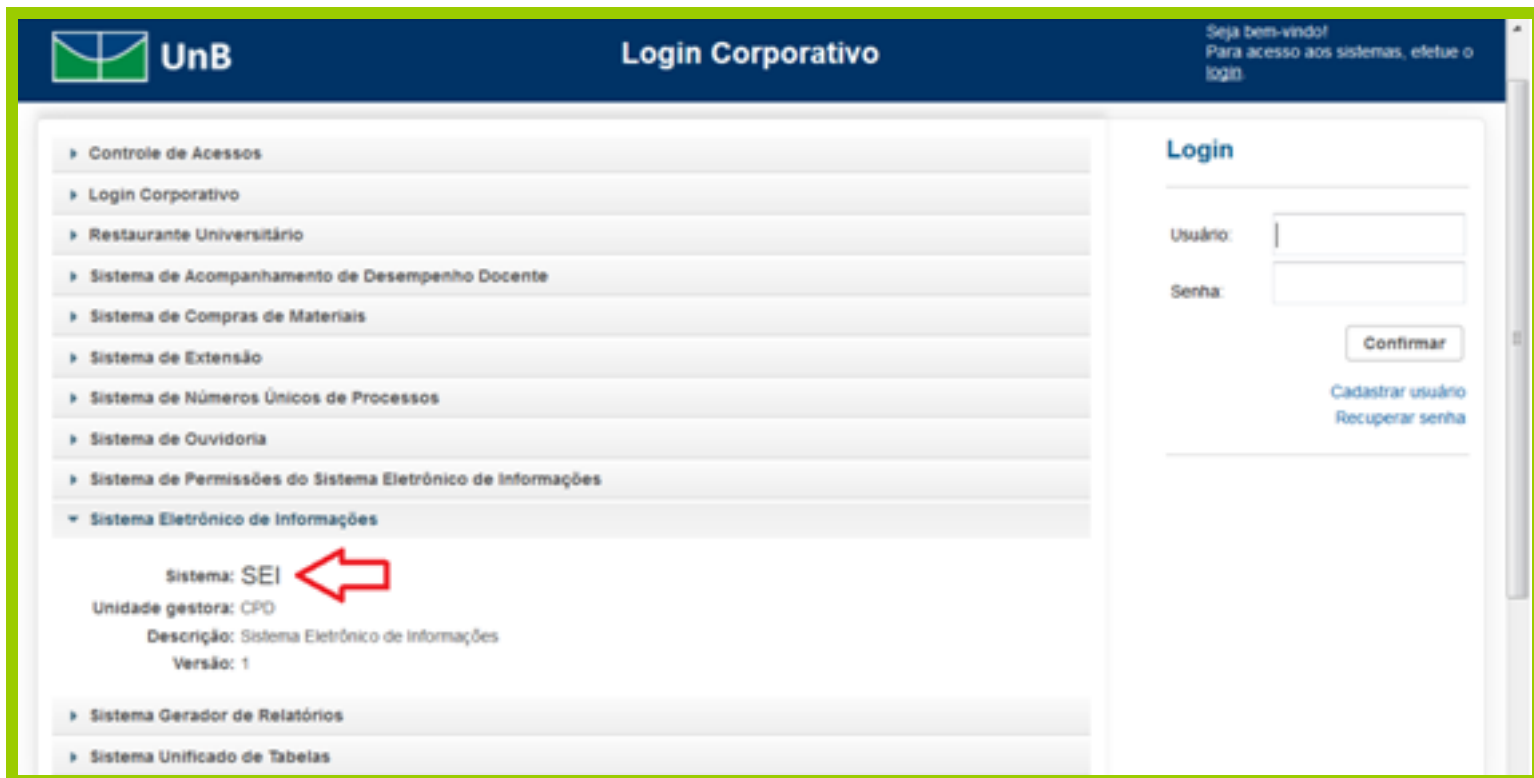 UnB
Login Corporativo
Seja bem-vindo!
Para acesso aos sistemas, efetue o
login.
Controle de Acessos
Login Corporativo
Restaurante Universitário
Sistema de Acompanhamento de Desempenho Docente
Sistema de Compras de Materiais
Sistema de Extensão
Sistema de Números Únicos de Processos
Sistema de Ouvidoria
Sistema de Permissões do Sistema Eletrônico de Informações
Sistema Eletrônico de Informações
Sistema: SEI
Unidade gestora: CPD
Descrição: Sistema Eletrônico de Informações
Versão: 1
Sistema Gerador de Relatórios
Sistema Unificado de Tabelas
Login
Usuário:
Senha:
Confirmar
Cadastrar usuário
Recuperar senha